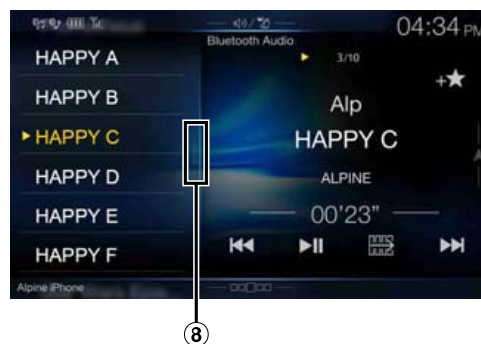 04:34 PM
Bluetooth Audio
3/10
HAPPY A
HAPPY B
HAPPY C
HAPPY D
HAPPY E
HAPPY F
Alp
HAPPY C
ALPINE
00'23"
Alpine iPhone
8